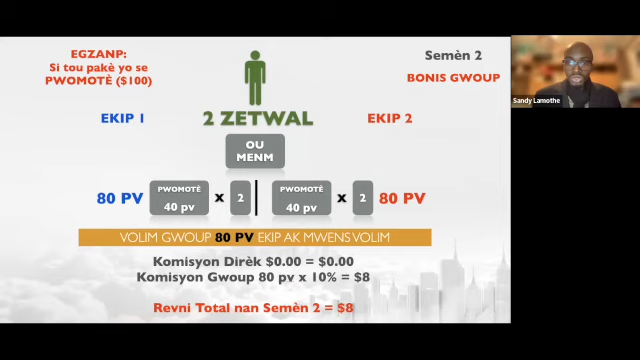 EGZANP:
Si tou pakè yo se
PWOMOTÈ ($100)
Semèn 2
BONIS GWOUP
Sandy Lamothe
EKIP 1
2 ZETWAL
EKIP 2
OU
MENM
80 PV
PWOMOTÈ
40 pv
x
2
PWOMOTÈ
40 pv
x
2
80 PV
VOLIM GWOUP 80 PV EKIP AK MWENS VOLIM
Komisyon Dirèk $0.00 = $0.00
Komisyon Gwoup 80 pv x 10% = $8
Revni Total nan Semèn 2 = $8